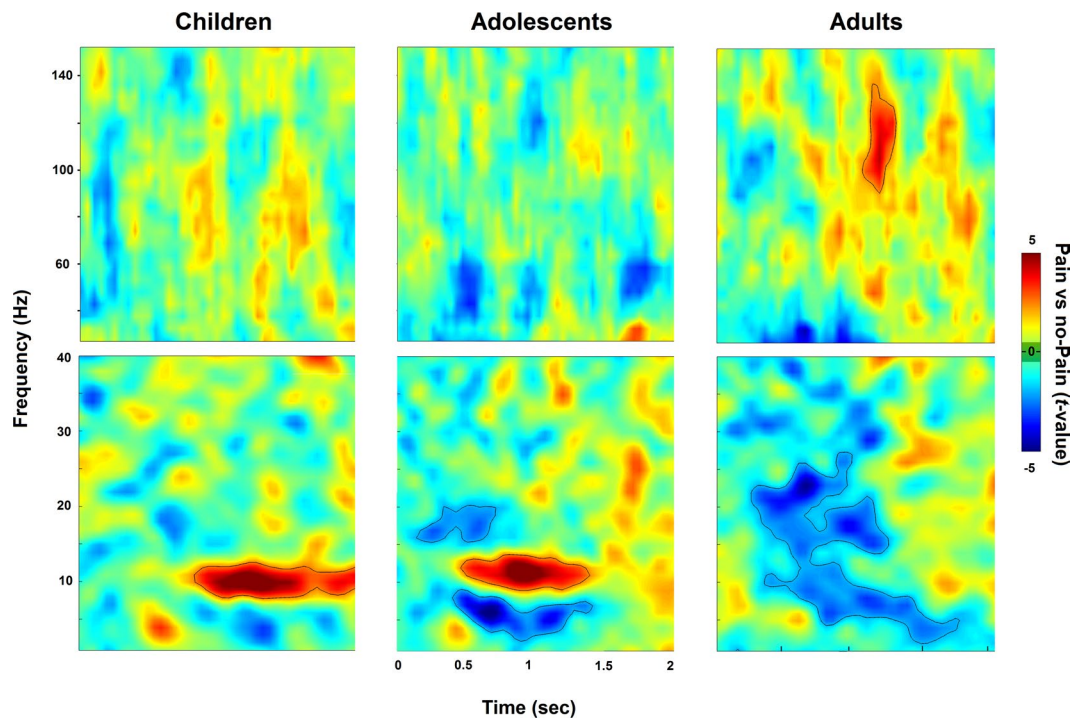 Children
Adolescents
Adults
140
100
60
Frequency (Hz)
40
30
20
10
0
0.5
1
1.5
2
Time (sec)
5
0
-5
Pain vs no-Pain (t-value)